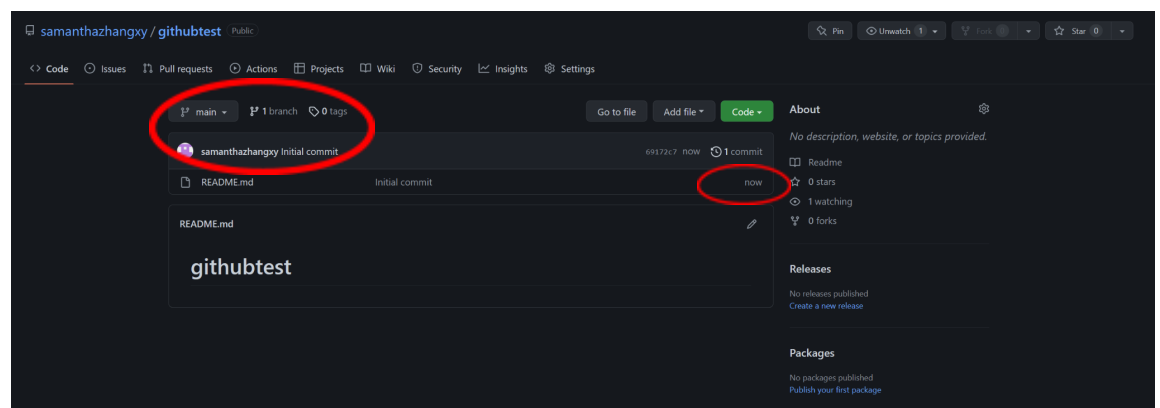 samanthazhangxy / githubtest Public
Pin Unwatch 1 Fork 0 Star 0
Code Issues Pull requests Actions Projects Wiki Security Insights Settings
main 1 branch 0 tags Go to file Add file Code
samanthazhangxy Initial commit 69172c7 now 1 commit
README.md Initial commit now
README.md
githubtest
About
No description, website, or topics provided.
Readme
0 stars
1 watching
0 forks
Releases
No releases published
Create a new release
Packages
No packages published
Publish your first package